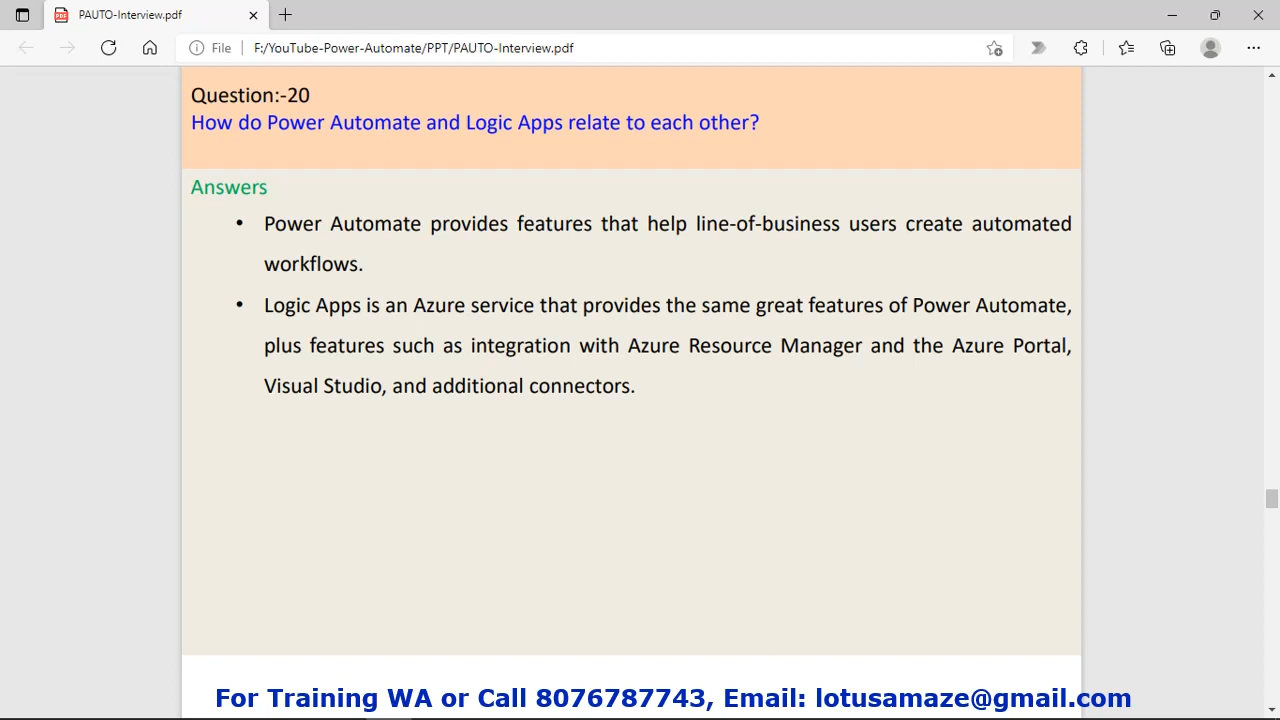 PAUTO-Interview.pdf
File F:/YouTube-Power-Automate/PPT/PAUTO-Interview.pdf
Question:-20
How do Power Automate and Logic Apps relate to each other?
Answers
• Power Automate provides features that help line-of-business users create automated
workflows.
• Logic Apps is an Azure service that provides the same great features of Power Automate,
plus features such as integration with Azure Resource Manager and the Azure Portal,
Visual Studio, and additional connectors.
For Training WA or Call 8076787743, Email: lotusamaze@gmail.com